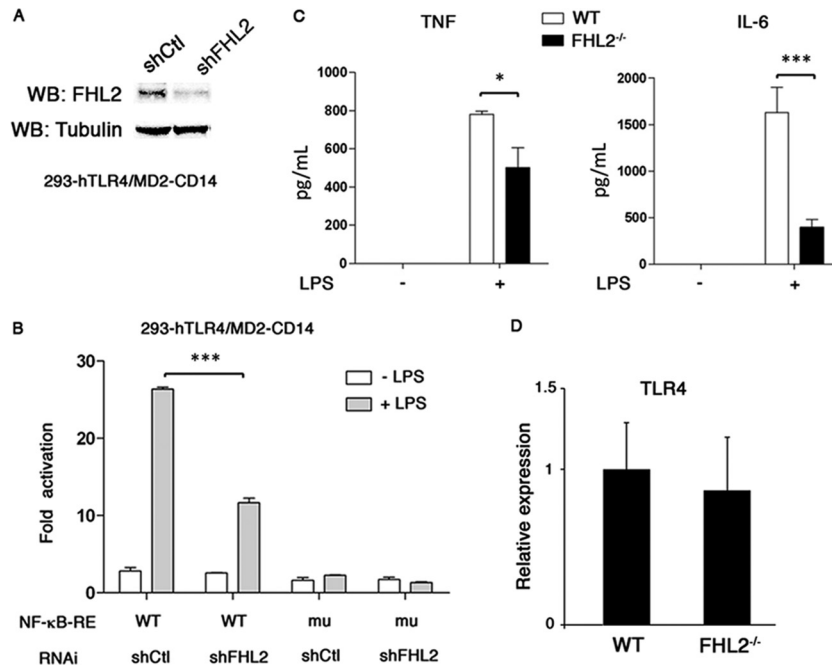 A
shCtl
shFHL2
WB: FHL2
WB: Tubulin
293-hTLR4/MD2-CD14
B
293-hTLR4/MD2-CD14
***
- LPS
+ LPS
Fold activation
30
20
10
0
NF-κB-RE WT WT mu mu
RNAi shCtl shFHL2 shCtl shFHL2
C
TNF
WT
FHL2-/-
IL-6
*
pg/mL
800
600
400
200
0
LPS - +
***
pg/mL
2000
1500
1000
500
0
LPS - +
D
TLR4
Relative expression
1.5
1
0
WT FHL2-/-